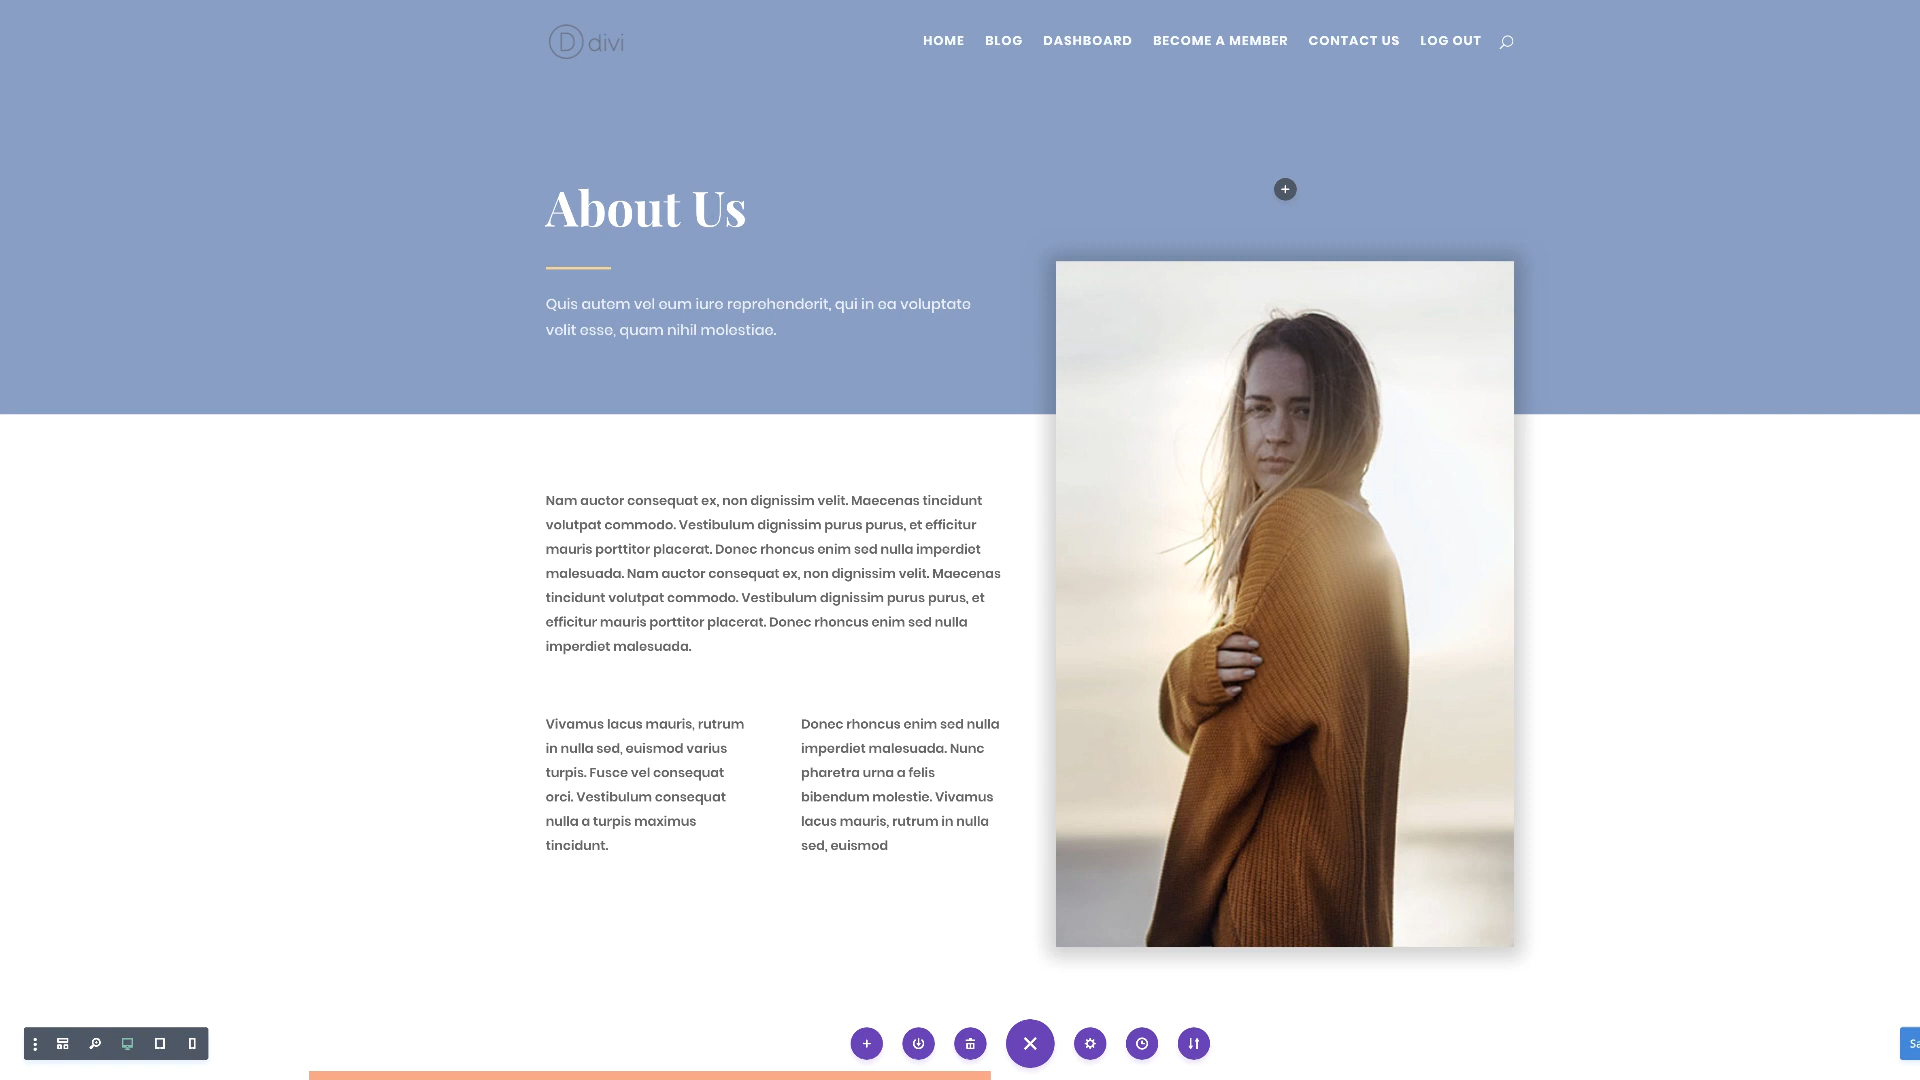 D divi
HOME BLOG DASHBOARD BECOME A MEMBER CONTACT US LOG OUT
About Us
Quis autem vel eum iure reprehenderit, qui in ea voluptate
velit esse, quam nihil molestiae.
Nam auctor consequat ex, non dignissim velit. Maecenas tincidunt
volutpat commodo. Vestibulum dignissim purus purus, et efficitur
mauris porttitor placerat. Donec rhoncus enim sed nulla imperdiet
malesuada. Nam auctor consequat ex, non dignissim velit. Maecenas
tincidunt volutpat commodo. Vestibulum dignissim purus purus, et
efficitur mauris porttitor placerat. Donec rhoncus enim sed nulla
imperdiet malesuada.
Vivamus lacus mauris, rutrum
in nulla sed, euismod varius
turpis. Fusce vel consequat
orci. Vestibulum consequat
nulla a turpis maximus
tincidunt.
Donec rhoncus enim sed nulla
imperdiet malesuada. Nunc
pharetra urna a felis
bibendum molestie. Vivamus
lacus mauris, rutrum in nulla
sed, euismod